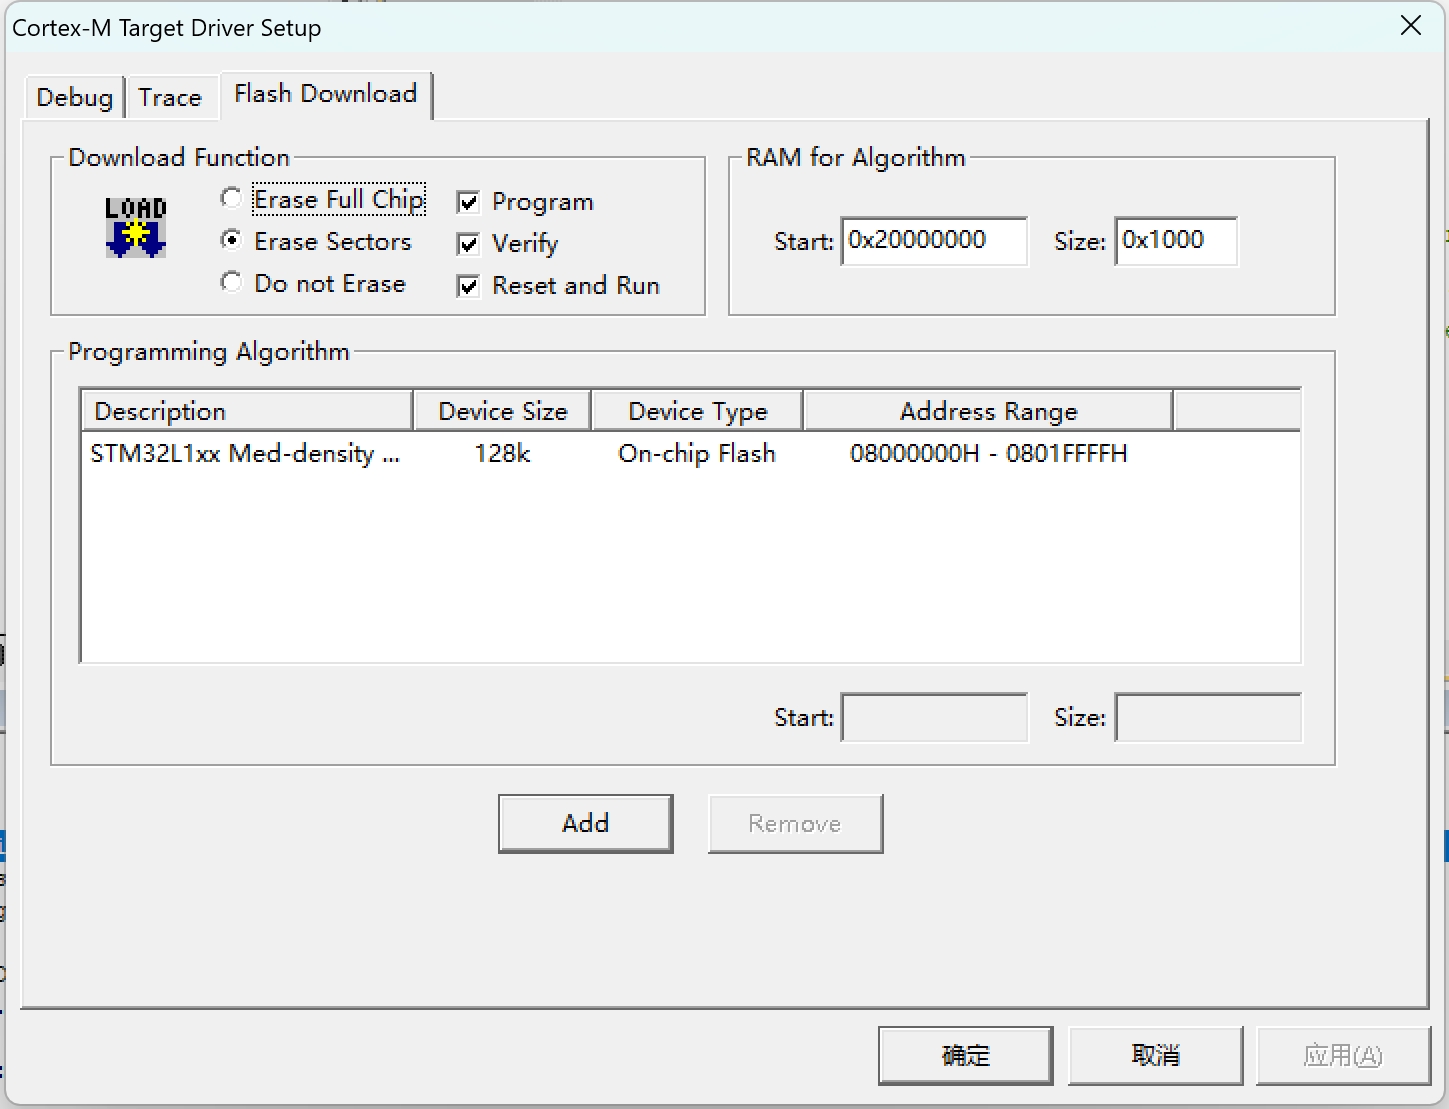 Cortex-M Target Driver Setup
Debug
Trace
Flash Download
Download Function
LOAD
Erase Full Chip
Erase Sectors
Do not Erase
Program
Verify
Reset and Run
RAM for Algorithm
Start: 0x20000000
Size: 0x1000
Programming Algorithm
Description Device Size Device Type Address Range
STM32L1xx Med-density ... 128k On-chip Flash 08000000H - 0801FFFFH
Start:
Size:
Add
Remove
确定
取消
应用(A)